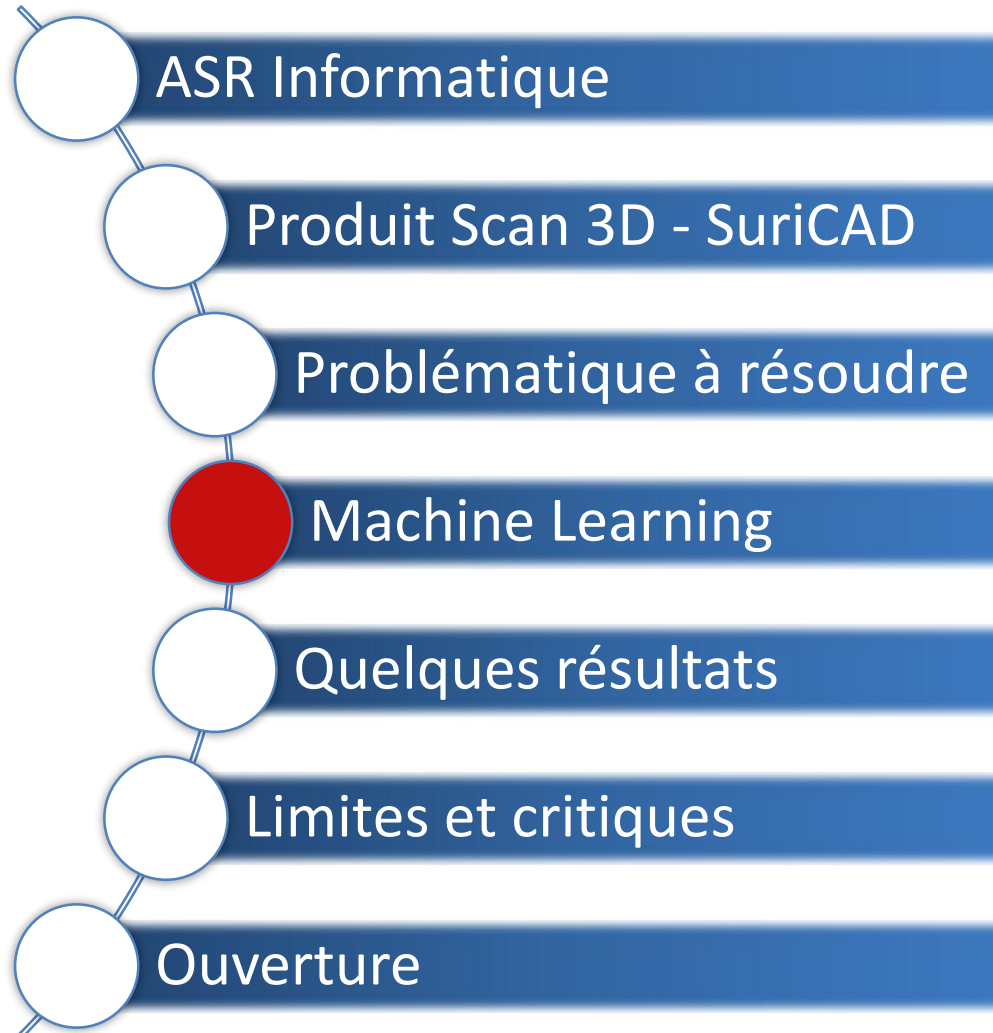 ASR Informatique
Produit Scan 3D - SuriCAD
Problématique à résoudre
Machine Learning
Quelques résultats
Limites et critiques
Ouverture